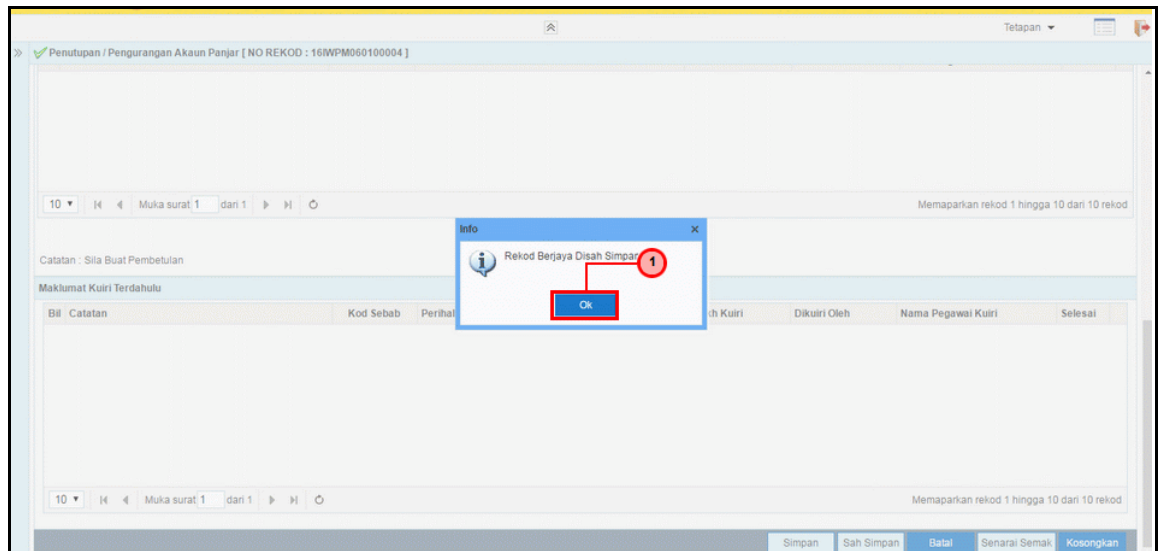 Tetapan
Penutupan / Pengurangan Akaun Panjar [ NO REKOD : 16IWPM060100004 ]
10 Muka surat 1 dari 1 Memaparkan rekod 1 hingga 10 dari 10 rekod
Info x
Rekod Berjaya Disah Simpan
1
Ok
Catatan : Sila Buat Pembetulan
Maklumat Kuiri Terdahulu
Bil Catatan Kod Sebab Kuiri Dikuiri Oleh Nama Pegawai Kuiri Selesai
10 Muka surat 1 dari 1 Memaparkan rekod 1 hingga 10 dari 10 rekod
Simpan Sah Simpan Batal Senarai Semak Kosongkan